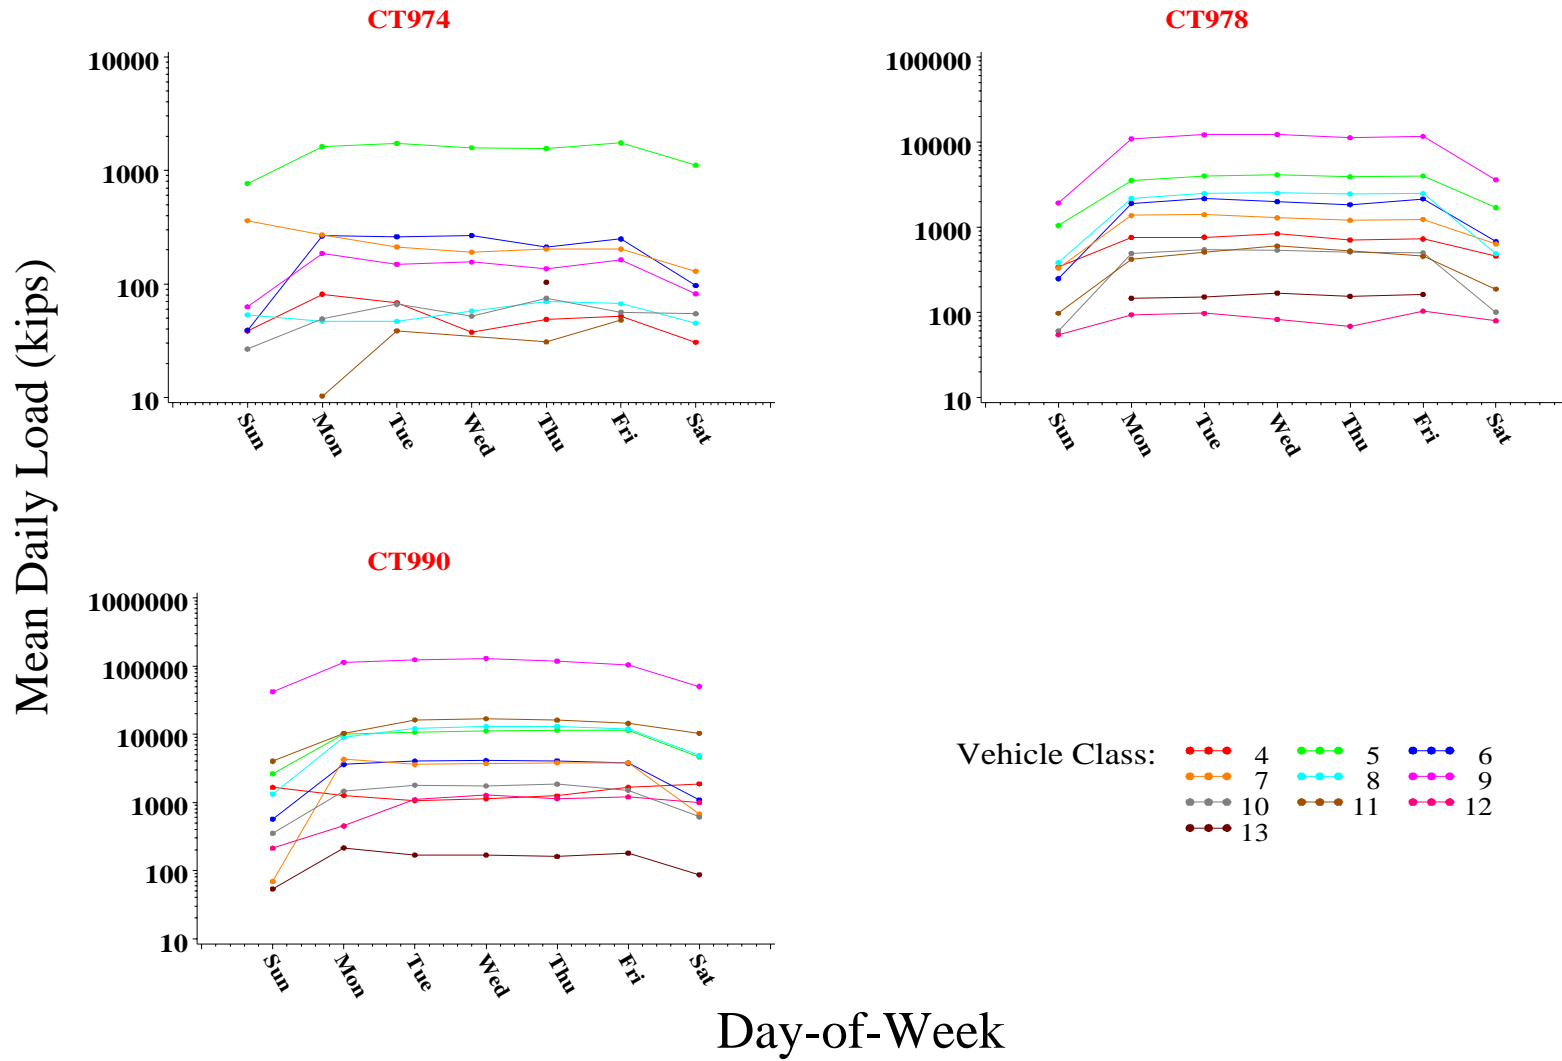 CT974
CT978
10000
1000
100
10
Sun Mon Tue Wed Thu Fri Sat
100000
10000
1000
100
10
Sun Mon Tue Wed Thu Fri Sat
Mean Daily Load (kips)
CT990
1000000
100000
10000
1000
100
10
Sun Mon Tue Wed Thu Fri Sat
Vehicle Class: 4 5 6
7 8 9
10 11 12
13
Day-of-Week